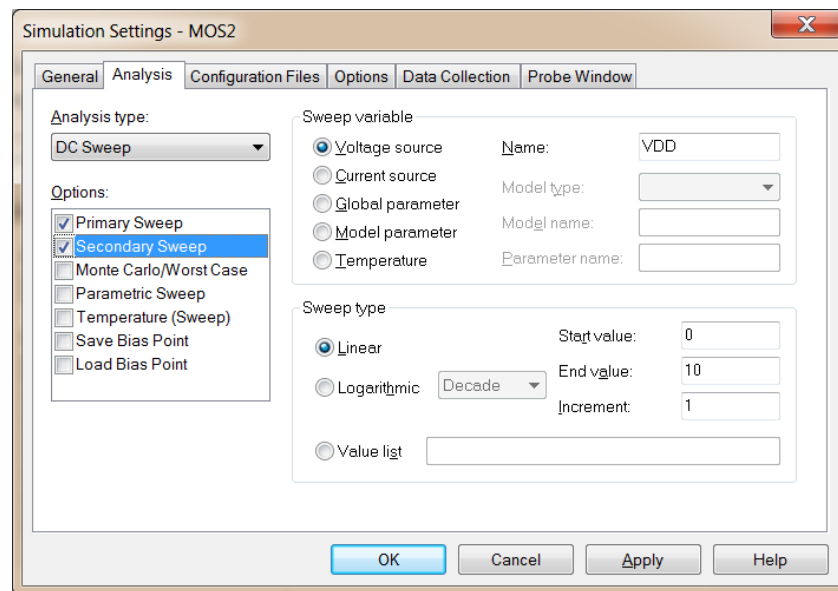 Simulation Settings - MOS2
X
General Analysis Configuration Files Options Data Collection Probe Window
Analysis type:
DC Sweep
Options:
Primary Sweep
Secondary Sweep
Monte Carlo/Worst Case
Parametric Sweep
Temperature (Sweep)
Save Bias Point
Load Bias Point
Sweep variable
Voltage source
Current source
Global parameter
Model parameter
Temperature
Name: VDD
Model type:
Model name:
Parameter name:
Sweep type
Linear
Logarithmic Decade
Start value: 0
End value: 10
Increment: 1
Value list
OK Cancel Apply Help